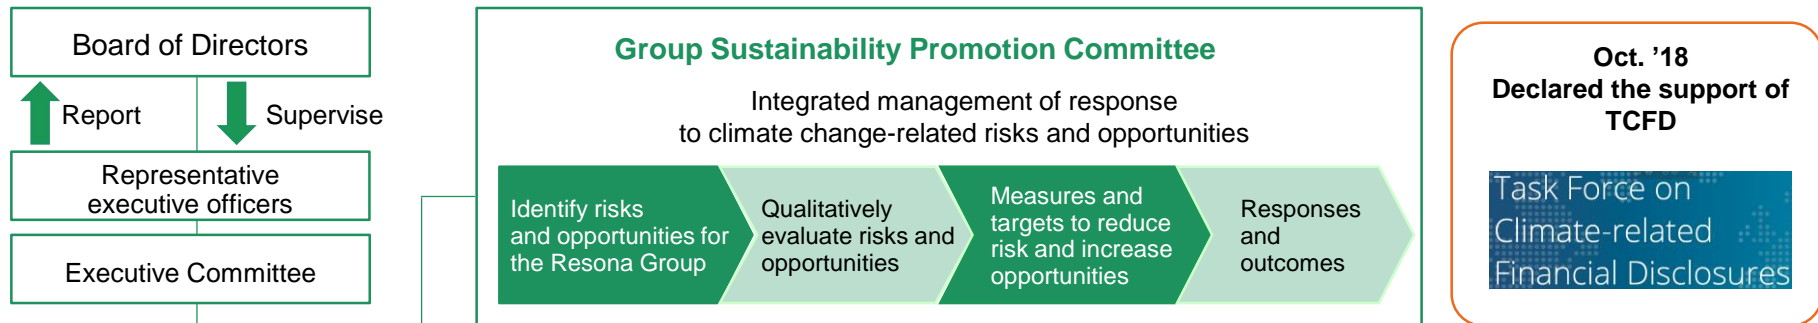 Board of Directors
Report
Supervise
Representative
executive officers
Executive Committee
Group Sustainability Promotion Committee
Integrated management of response
to climate change-related risks and opportunities
Identify risks
and opportunities for
the Resona Group
Qualitatively
evaluate risks and
opportunities
Measures and
targets to reduce
risk and increase
opportunities
Responses
and
outcomes
Oct. ’18
Declared the support of
TCFD
Task Force on
Climate-related
Financial Disclosures